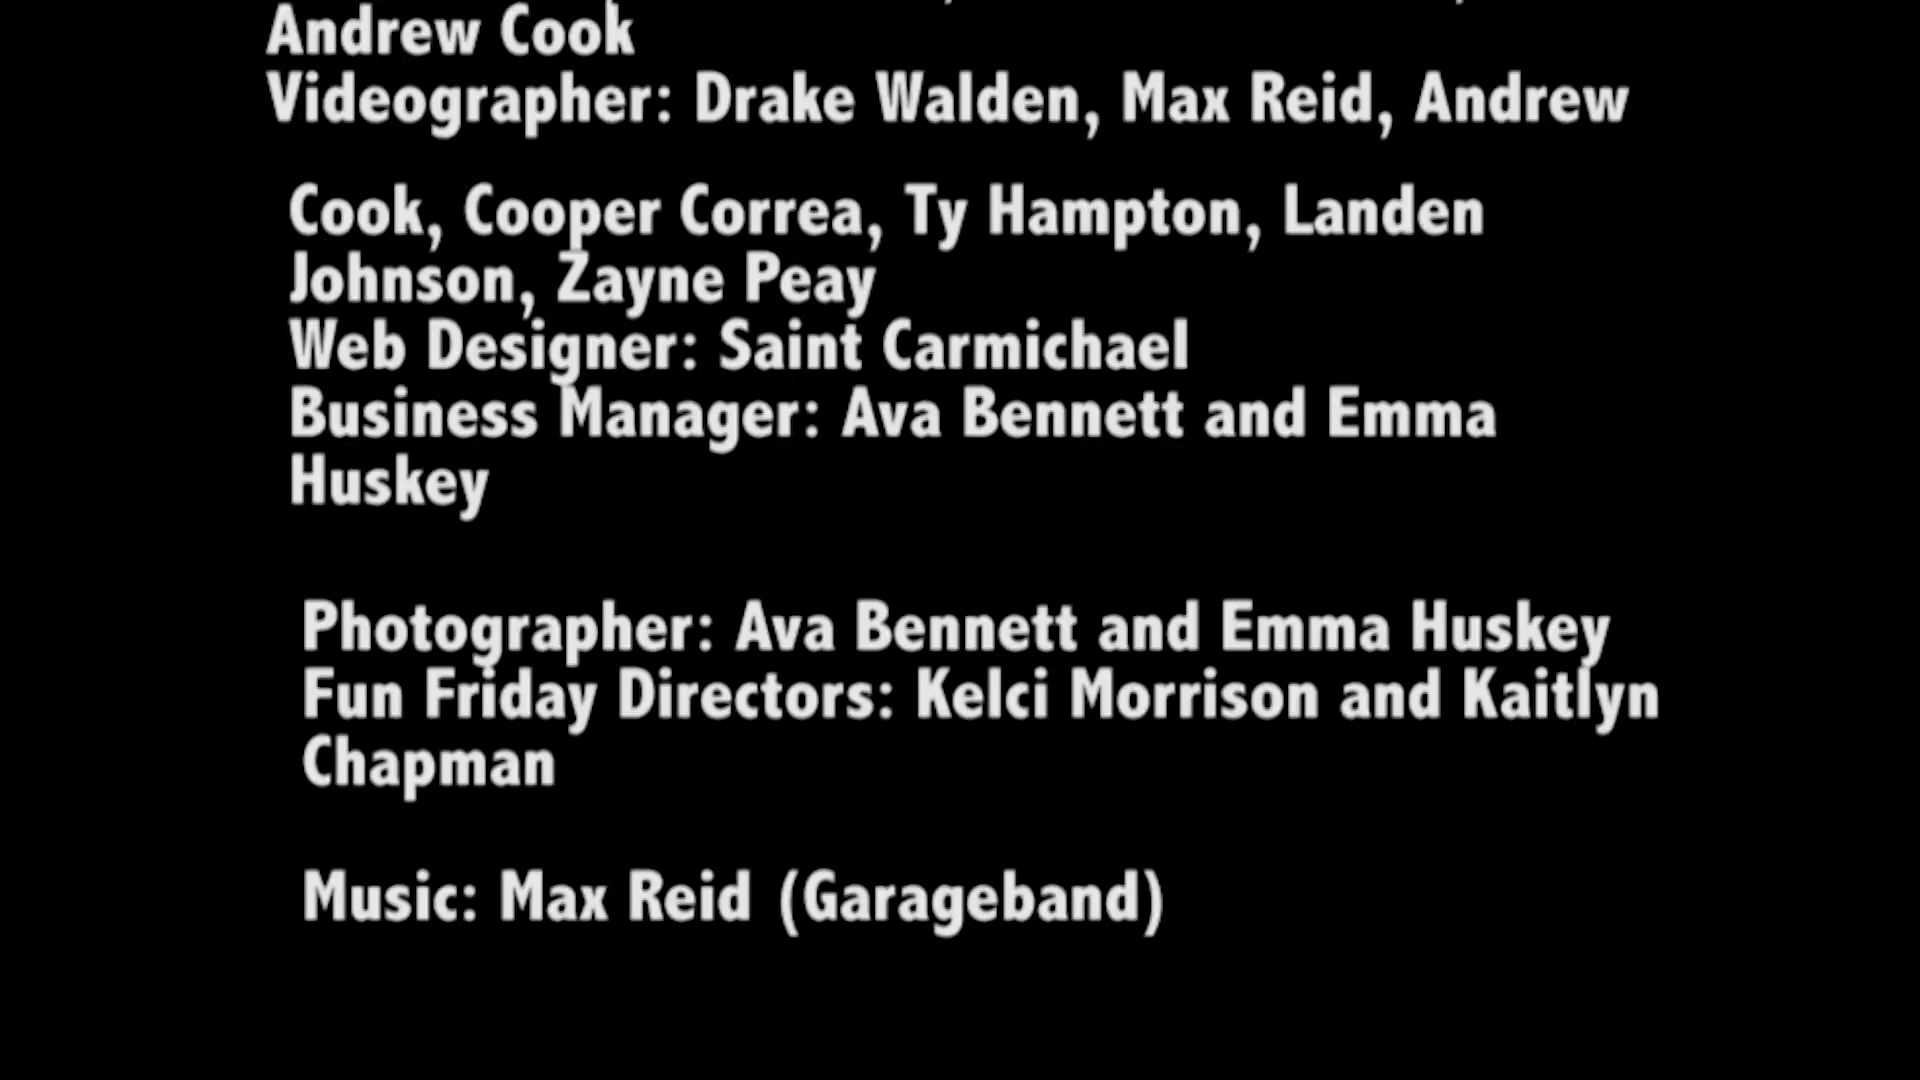 Andrew Cook
Videographer: Drake Walden, Max Reid, Andrew
Cook, Cooper Correa, Ty Hampton, Landen
Johnson, Zayne Peay
Web Designer: Saint Carmichael
Business Manager: Ava Bennett and Emma
Huskey
Photographer: Ava Bennett and Emma Huskey
Fun Friday Directors: Kelci Morrison and Kaitlyn
Chapman
Music: Max Reid (Garageband)